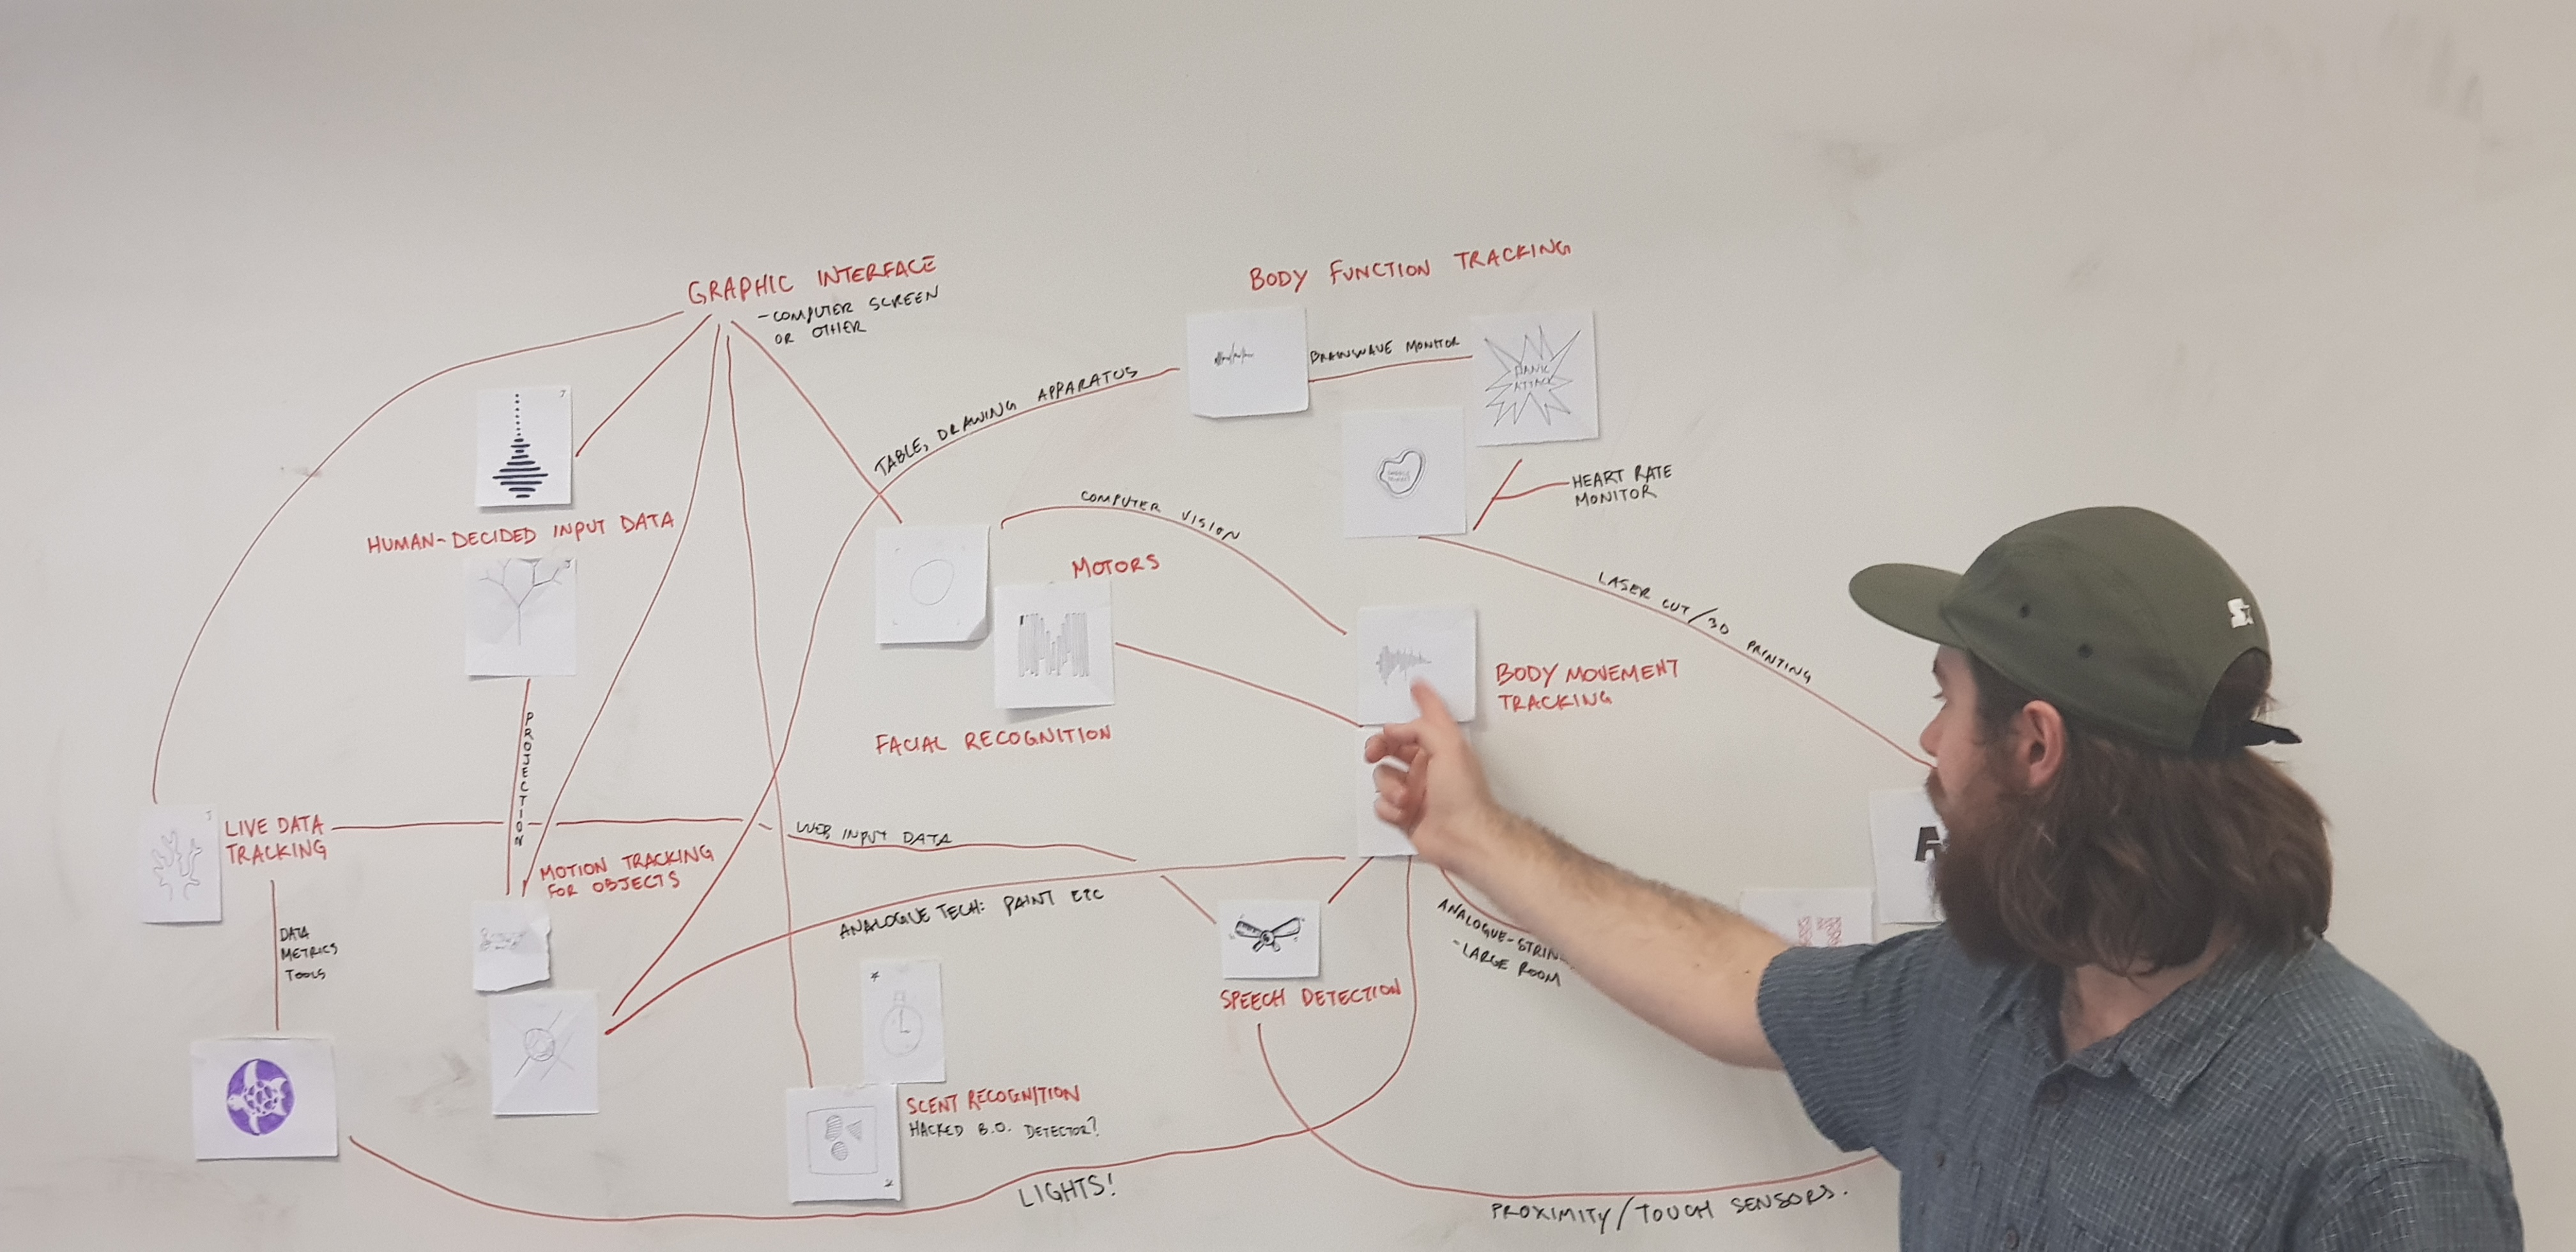 GRAPHIC INTERFACE
- COMPUTER SCREEN
OR OTHER
BODY FUNCTION TRACKING
BRAINWAVE MONITOR
PANIC
ATTACK
TABLE, DRAWING APPARATUS
7
HUMAN-DECIDED INPUT DATA
COMPUTER VISION
HEART RATE
MONITOR
MOTORS
LASER CUT/3D PRINTING
BODY MOVEMENT
TRACKING
FACIAL RECOGNITION
PROJECTION
LIVE DATA
TRACKING
WEB INPUT DATA
MOTION TRACKING
FOR OBJECTS
ANALOGUE TECH: PAINT ETC
ANALOGUE-STRIN
- LARGE ROOM
DATA
METRICS
TOOLS
SPEECH DETECTION
SCENT RECOGNITION
HACKED B.O. DETECTOR?
LIGHTS!
PROXIMITY/TOUCH SENSORS.